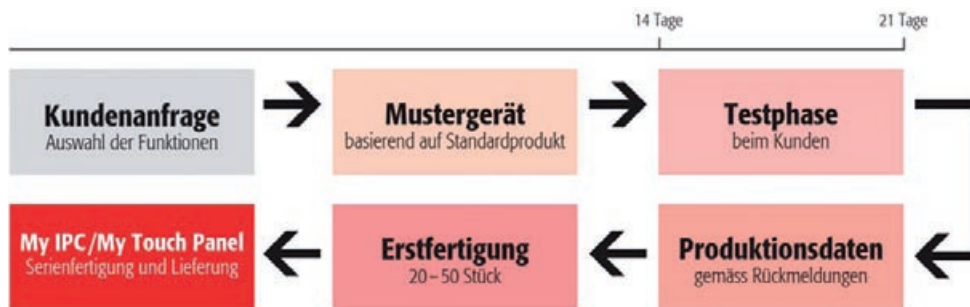 14 Tage
21 Tage
Kundenanfrage
Auswahl der Funktionen
Mustergerät
basierend auf Standardprodukt
Testphase
beim Kunden
My IPC/My Touch Panel
Serienfertigung und Lieferung
Erstfertigung
20–50 Stück
Produktionsdaten
gemäss Rückmeldungen